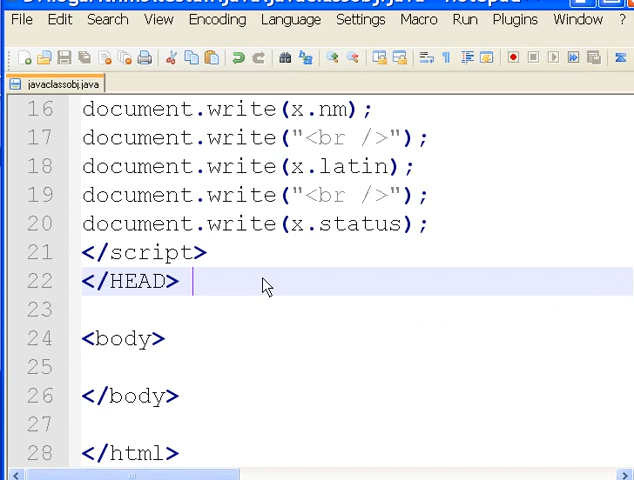 File Edit Search View Encoding Language Settings Macro Run Plugins Window ?
javaclassobj.java
16 document.write(x.nm);
17 document.write("<br />");
18 document.write(x.latin);
19 document.write("<br />");
20 document.write(x.status);
21 </script>
22 </HEAD>
23
24 <body>
25
26 </body>
27
28 </html>